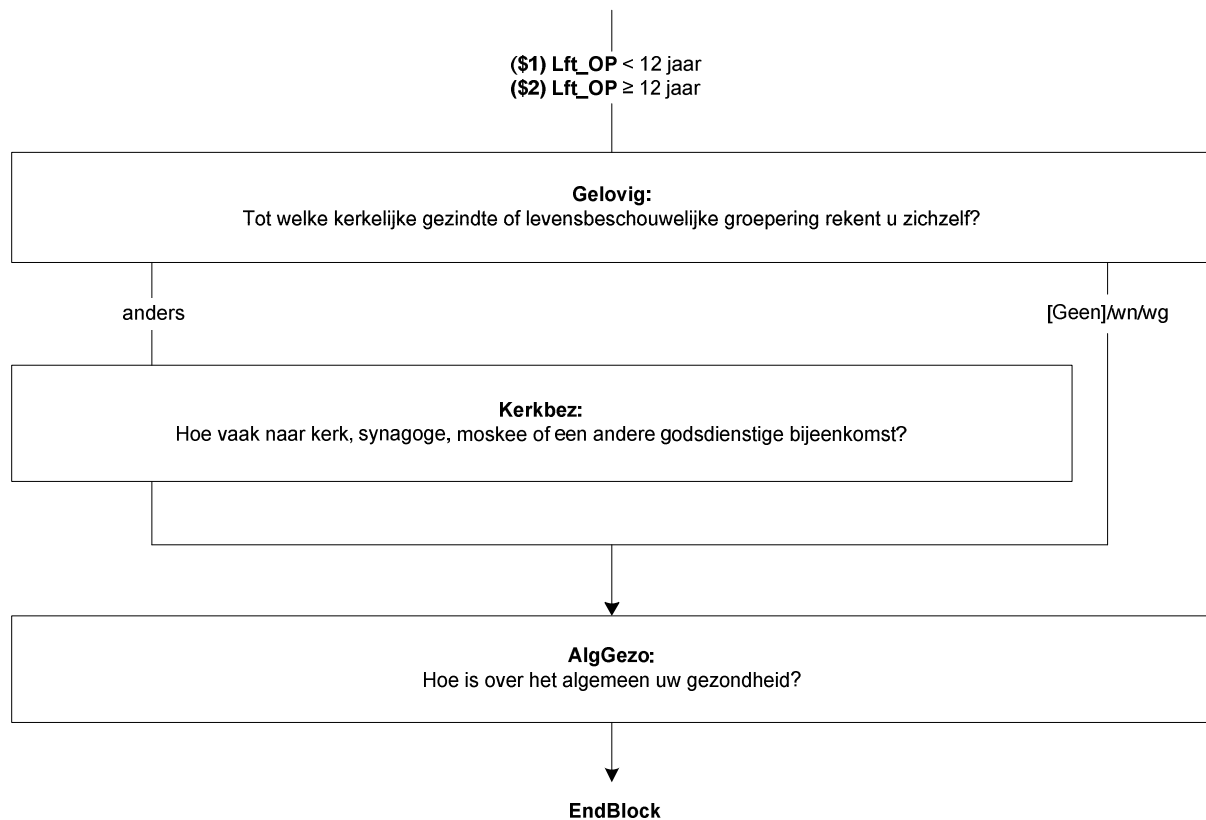 ($1) Lft_OP < 12 jaar
($2) Lft_OP ≥ 12 jaar
Gelovig:
Tot welke kerkelijke gezindte of levensbeschouwelijke groepering rekent u zichzelf?
anders
[Geen]/wn/wg
Kerkbez:
Hoe vaak naar kerk, synagoge, moskee of een andere godsdienstige bijeenkomst?
AlgGezo:
Hoe is over het algemeen uw gezondheid?
EndBlock